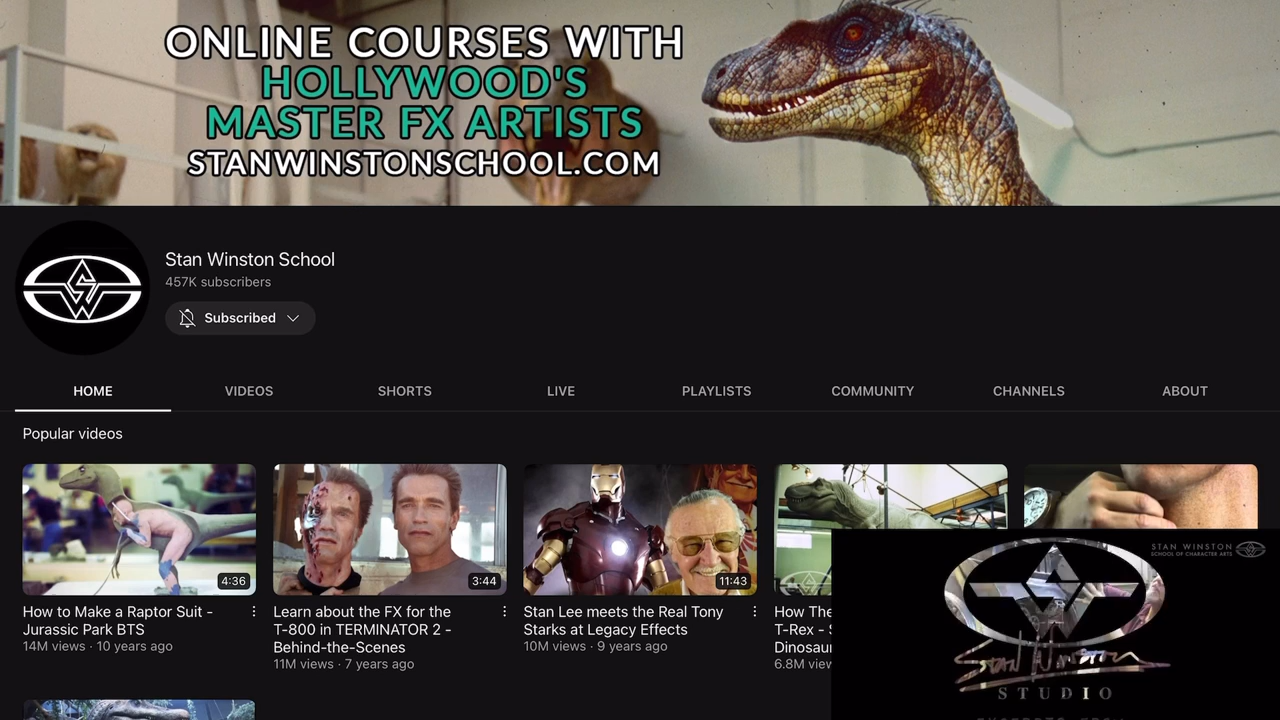 ONLINE COURSES WITH
HOLLYWOOD'S
MASTER FX ARTISTS
STANWINSTONSCHOOL.COM
Stan Winston School
457K subscribers
Subscribed
HOME VIDEOS SHORTS LIVE PLAYLISTS COMMUNITY CHANNELS ABOUT
Popular videos
4:36
3:44
11:43
How to Make a Raptor Suit -
Jurassic Park BTS
14M views · 10 years ago
Learn about the FX for the
T-800 in TERMINATOR 2 -
Behind-the-Scenes
11M views · 7 years ago
Stan Lee meets the Real Tony
Starks at Legacy Effects
10M views · 9 years ago
How The
T-Rex -
Dinosaur
6.8M view
STAN WINSTON
SCHOOL OF CHARACTER ARTS
Stan Winston
STUDIO